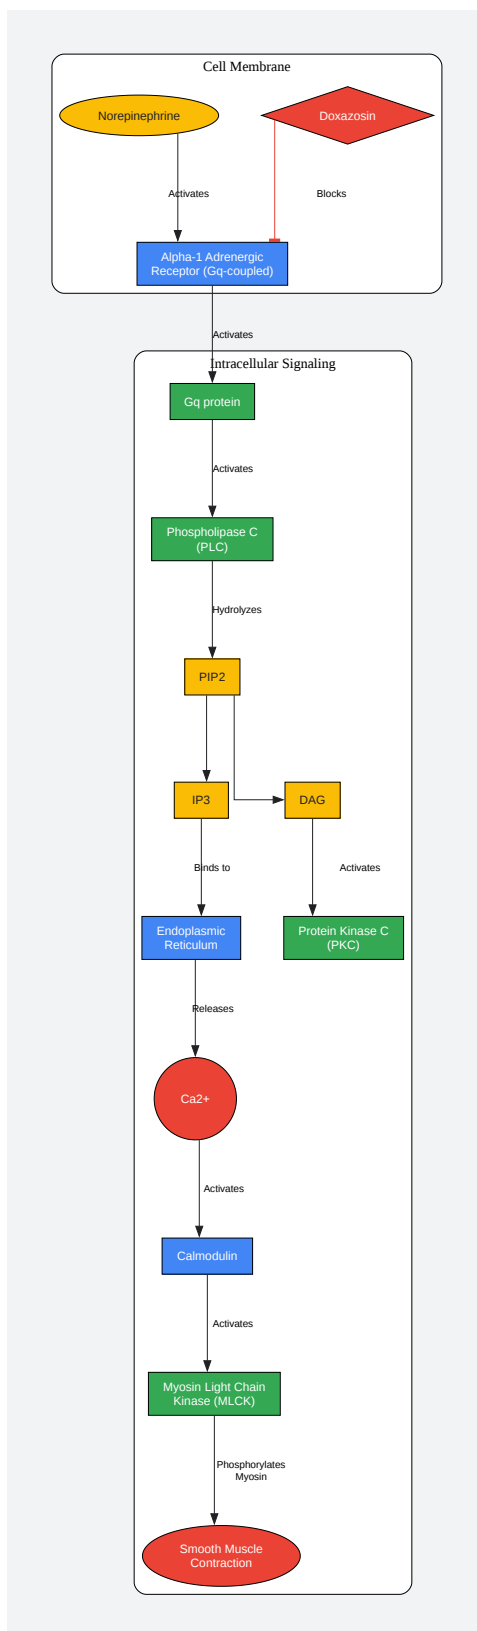 Cell Membrane
Norepinephrine
Doxazosin
Activates
Blocks
Alpha-1 Adrenergic
Receptor (Gq-coupled)
Activates
Intracellular Signaling
Gq protein
Activates
Phospholipase C
(PLC)
Hydrolyzes
PIP2
IP3
DAG
Binds to
Activates
Endoplasmic
Reticulum
Protein Kinase C
(PKC)
Releases
Ca2+
Activates
Calmodulin
Activates
Myosin Light Chain
Kinase (MLCK)
Phosphorylates
Myosin
Smooth Muscle
Contraction